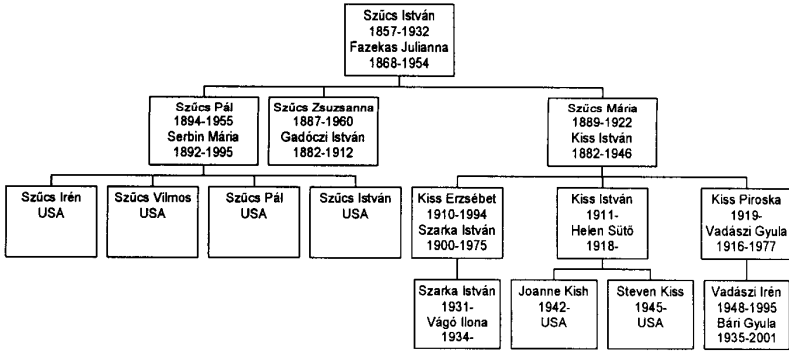 Szűcs István
1857-1932
Fazekas Julianna
1868-1954
Szűcs Pál
1894-1955
Serbin Mária
1892-1995
Szűcs Zsuzsanna
1887-1960
Gadóczi István
1882-1912
Szűcs Mária
1889-1922
Kiss István
1882-1946
Szűcs Irén
USA
Szűcs Vilmos
USA
Szűcs Pál
USA
Szűcs István
USA
Kiss Erzsébet
1910-1994
Szarka István
1900-1975
Kiss István
1911-
Helen Sütő
1918-
Kiss Piroska
1919-
Vadászi Gyula
1916-1977
Szarka István
1931-
Vágó Ilona
1934-
Joanne Kish
1942-
USA
Steven Kiss
1945-
USA
Vadászi Irén
1948-1995
Bári Gyula
1935-2001